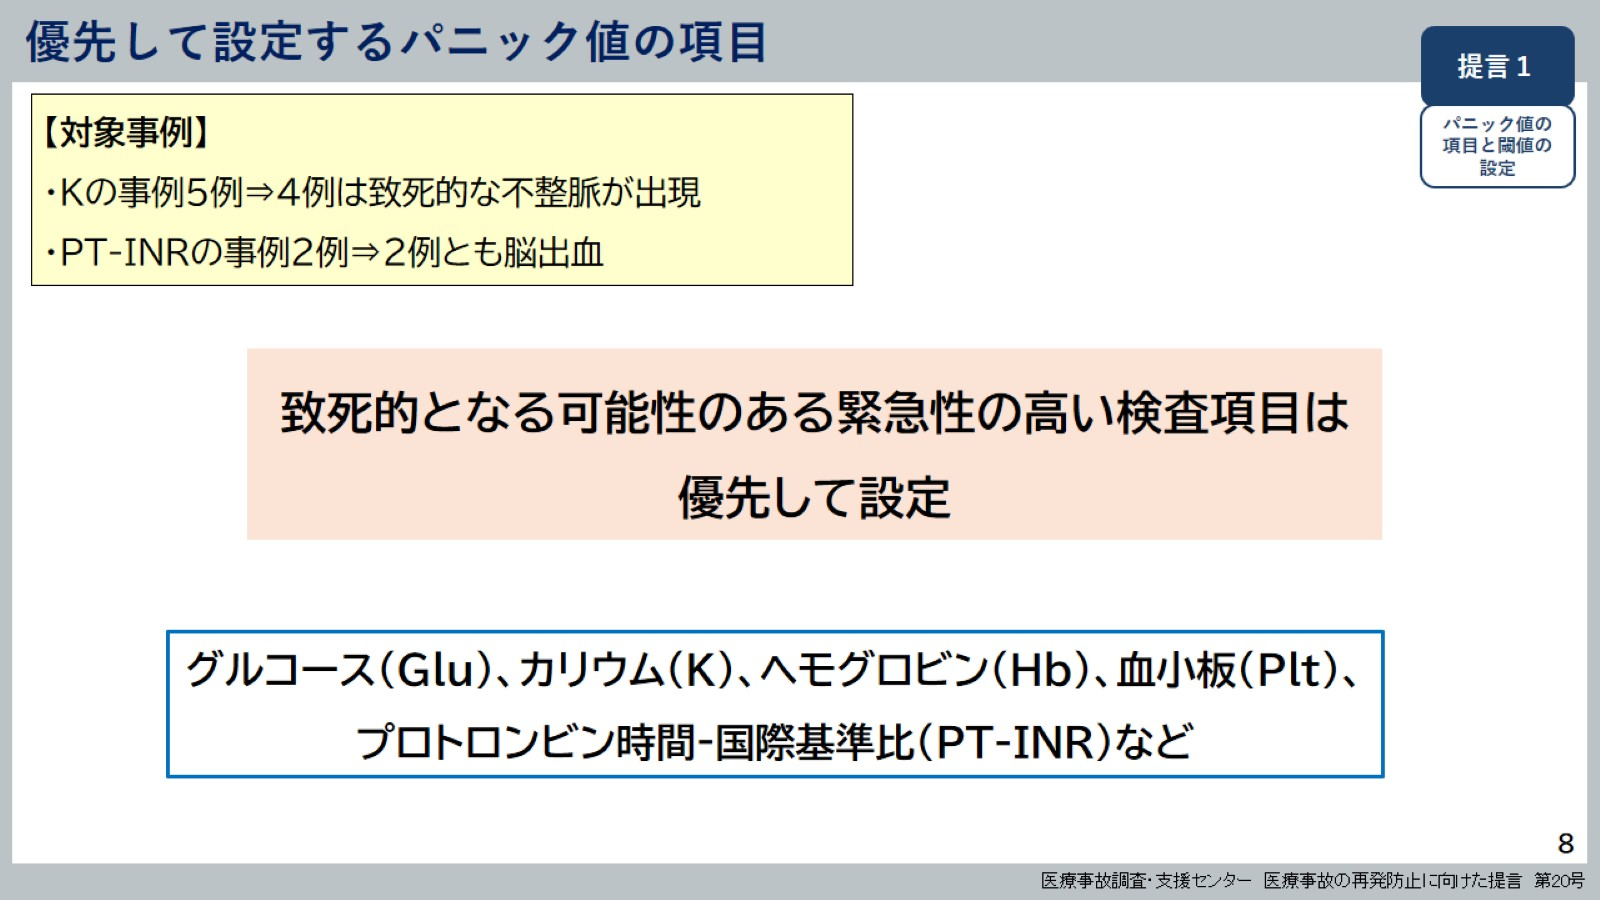 優先して設定するパニック値の項目
提言1
パニック値の
項目と閾値の
設定
【対象事例】
・Kの事例5例⇒4例は致死的な不整脈が出現
・PT-INRの事例2例⇒2例とも脳出血
致死的となる可能性のある緊急性の高い検査項目は
優先して設定
グルコース(Glu)、カリウム(K)、ヘモグロビン(Hb)、血小板(Plt)、
プロトロンビン時間-国際基準比(PT-INR)など
8
医療事故調査・支援センター　医療事故の再発防止に向けた提言　第20号